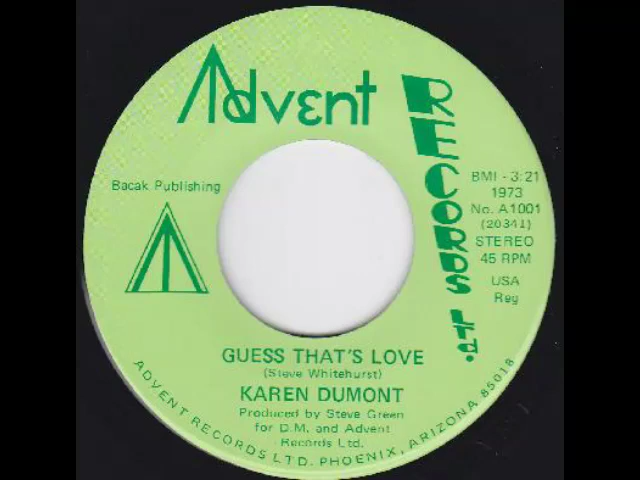 Advent
RECORDS Ltd.
Bacak Publishing
BMI - 3:21
1973
No. A1001
(20341)
STEREO
45 RPM
USA
Reg
GUESS THAT'S LOVE
(Steve Whitehurst)
KAREN DUMONT
Produced by Steve Green
for D.M. and Advent
Records Ltd.
ADVENT RECORDS LTD. PHOENIX, ARIZONA 85018